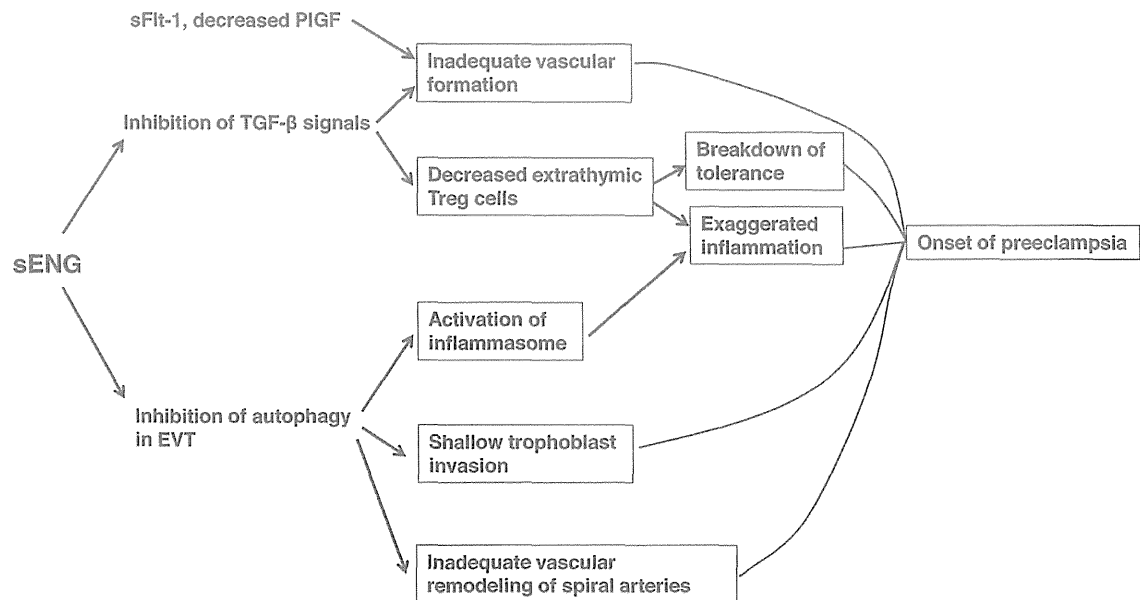 sFlt-1, decreased PlGF
Inadequate vascular
formation
Inhibition of TGF-β signals
Breakdown of
tolerance
Decreased extrathymic
Treg cells
Exaggerated
inflammation
Onset of preeclampsia
sENG
Activation of
inflammasome
Inhibition of autophagy
in EVT
Shallow trophoblast
invasion
Inadequate vascular
remodeling of spiral arteries